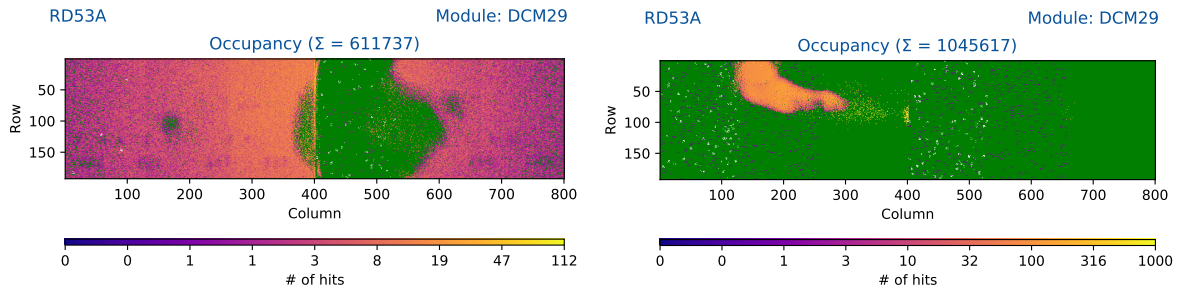 RD53A Module: DCM29
Occupancy (Σ = 611737)
50
100
150
Row
100 200 300 400 500 600 700 800
Column
0 0 1 1 3 8 19 47 112
# of hits
RD53A Module: DCM29
Occupancy (Σ = 1045617)
50
100
150
Row
100 200 300 400 500 600 700 800
Column
0 0 1 3 10 32 100 316 1000
# of hits